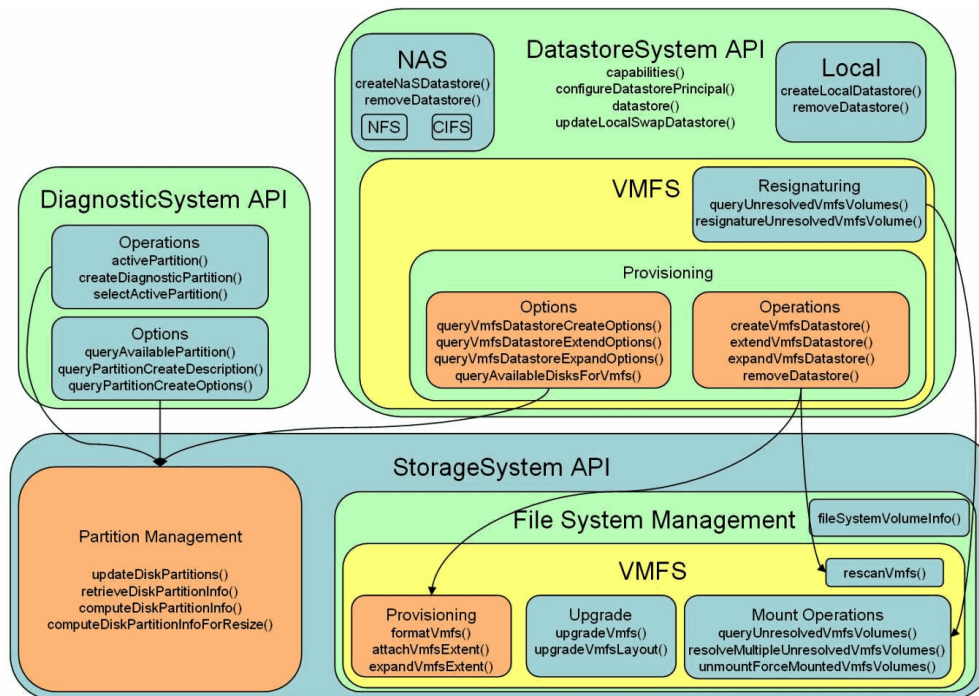 DatastoreSystem API
capabilities()
configureDatastorePrincipal()
datastore()
updateLocalSwapDatastore()
NAS
createNaSDatastore()
removeDatastore()
NFS
CIFS
Local
createLocalDatastore()
removeDatastore()
VMFS
Resignaturing
queryUnresolvedVmfsVolumes()
resignatureUnresolvedVmfsVolume()
Provisioning
Options
queryVmfsDatastoreCreateOptions()
queryVmfsDatastoreExtendOptions()
queryVmfsDatastoreExpandOptions()
queryAvailableDisksForVmfs()
Operations
createVmfsDatastore()
extendVmsDatastore()
expandVmfsDatastore()
removeDatastore()
DiagnosticSystem API
Operations
activePartition()
createDiagnosticPartition()
selectActivePartition()
Options
queryAvailablePartition()
queryPartitionCreateDescription()
queryPartitionCreateOptions()
StorageSystem API
Partition Management
updateDiskPartitions()
retrieveDiskPartitionInfo()
computeDiskPartitionInfo()
computeDiskPartitionInfoForResize()
File System Management
fileSystemVolumeInfo()
VMFS
rescanVmfs()
Provisioning
formatVmfs()
attachVmfsExtent()
expandVmfsExtent()
Upgrade
upgradeVmfs()
upgradeVmfsLayout()
Mount Operations
queryUnresolvedVmfsVolumes()
resolveMultipleUnresolvedVmfsVolumes()
unmountForceMountedVmfsVolumes()